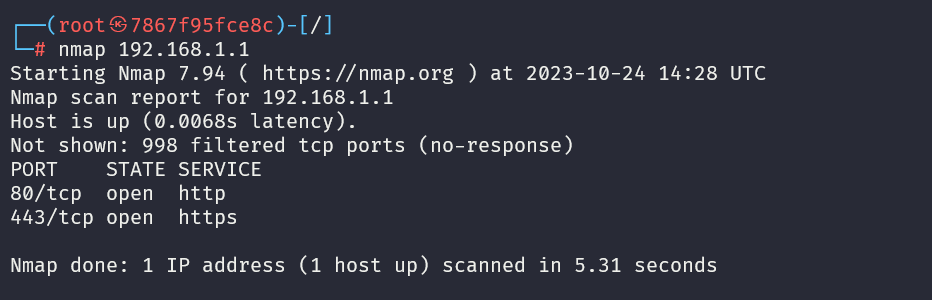 ┌──(root㉿7867f95fce8c)-[/]
└─# nmap 192.168.1.1
Starting Nmap 7.94 ( https://nmap.org ) at 2023-10-24 14:28 UTC
Nmap scan report for 192.168.1.1
Host is up (0.0068s latency).
Not shown: 998 filtered tcp ports (no-response)
PORT    STATE SERVICE
80/tcp  open  http
443/tcp open  https

Nmap done: 1 IP address (1 host up) scanned in 5.31 seconds